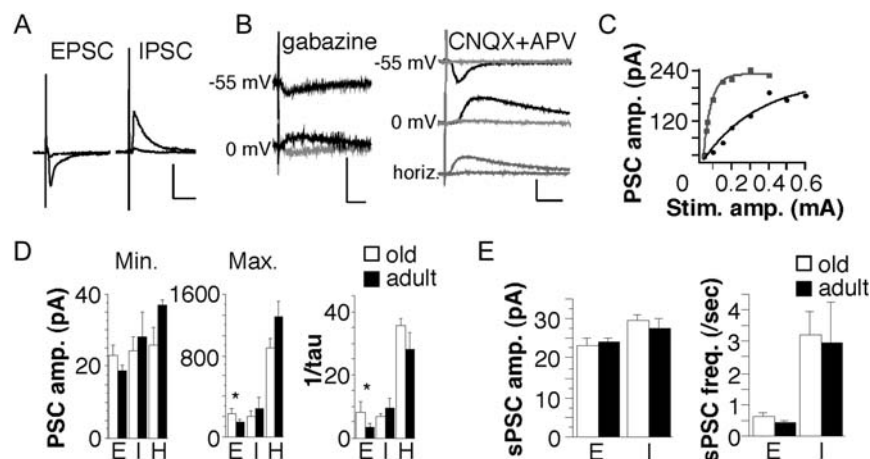 A
EPSC IPSC
B
gabazine
-55 mV
0 mV
CNQX+APV
-55 mV
0 mV
horiz.
C
PSC amp. (pA)
240
120
0 0.2 0.4 0.6
Stim. amp. (mA)
D
Min.
PSC amp. (pA)
40
20
0
E I H
Max.
1600
800
0
*
E I H
old
adult
1/tau
40
20
0
*
E I H
E
sPSC amp. (pA)
30
20
10
0
E I
old
adult
sPSC freq. (/sec)
4
3
2
1
0
E I